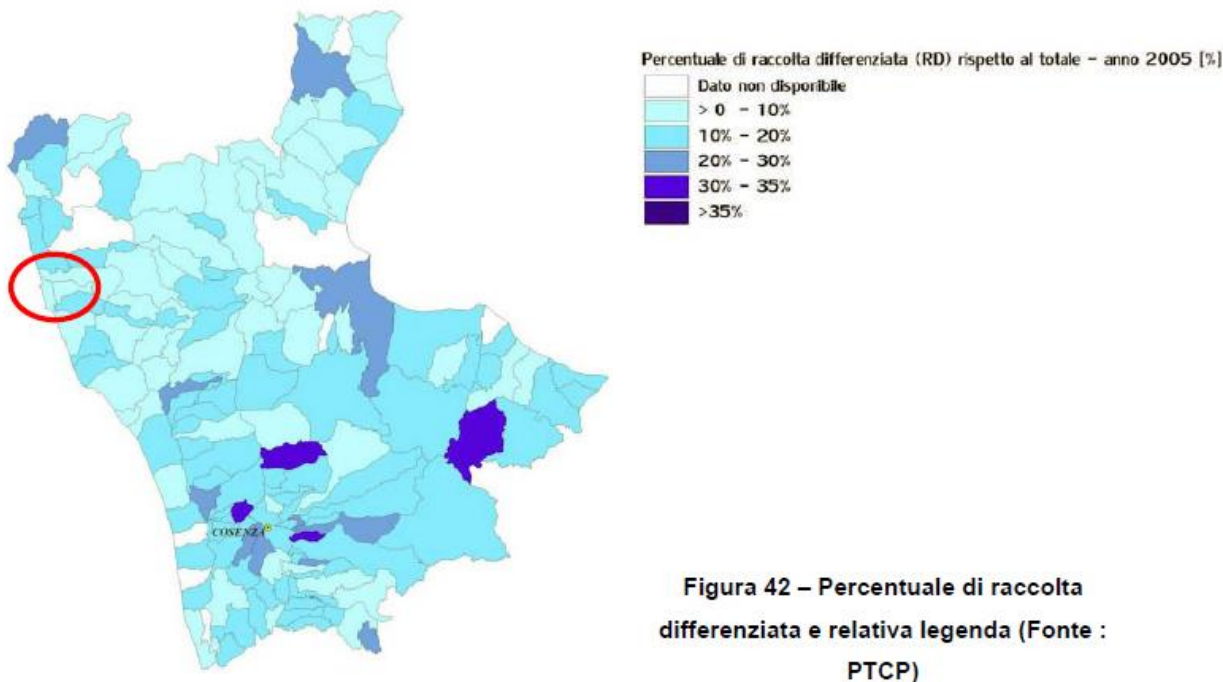 Percentuale di raccolta differenziata (RD) rispetto al totale - anno 2005 [%]
Dato non disponibile
> 0 - 10%
10% - 20%
20% - 30%
30% - 35%
>35%
COSENZA
Figura 42 – Percentuale di raccolta
differenziata e relativa legenda (Fonte :
PTCP)